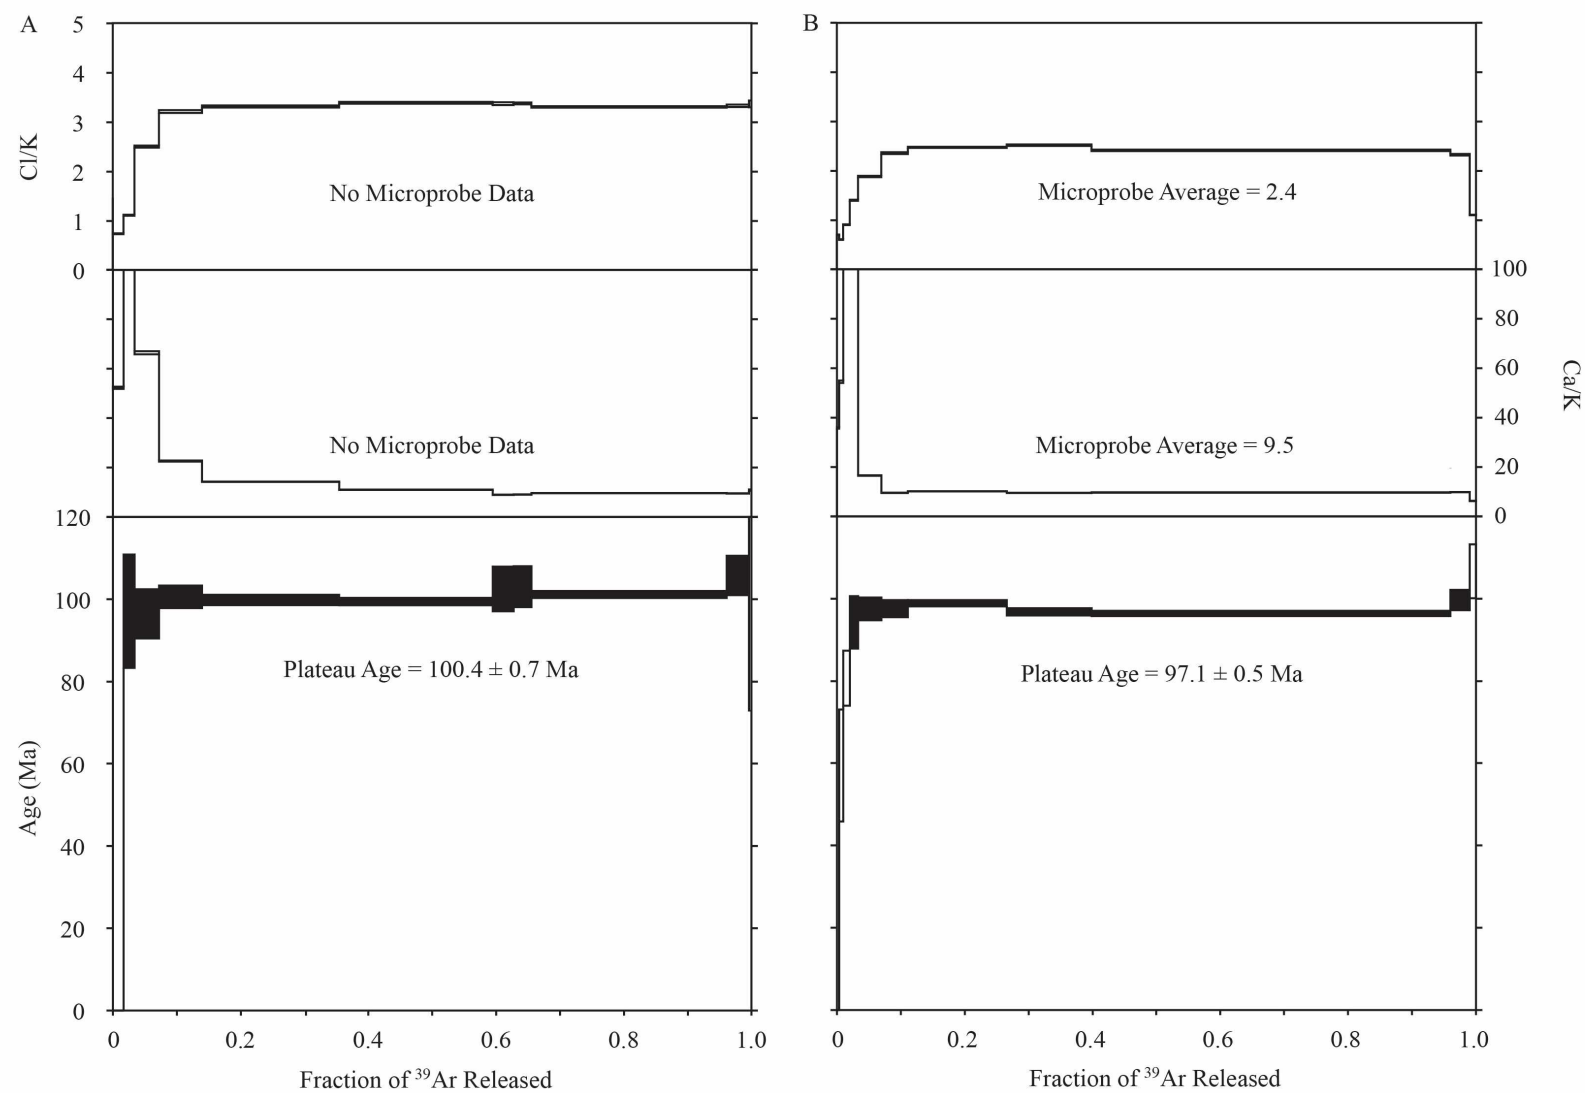 A
B
5
4
3
2
1
0
Cl/K
No Microprobe Data
Microprobe Average = 2.4
100
80
60
40
20
0
Ca/K
No Microprobe Data
Microprobe Average = 9.5
120
100
80
60
40
20
0
Age (Ma)
Plateau Age = 100.4 ± 0.7 Ma
Plateau Age = 97.1 ± 0.5 Ma
0 0.2 0.4 0.6 0.8 1.0
0 0.2 0.4 0.6 0.8 1.0
Fraction of ³⁹Ar Released
Fraction of ³⁹Ar Released